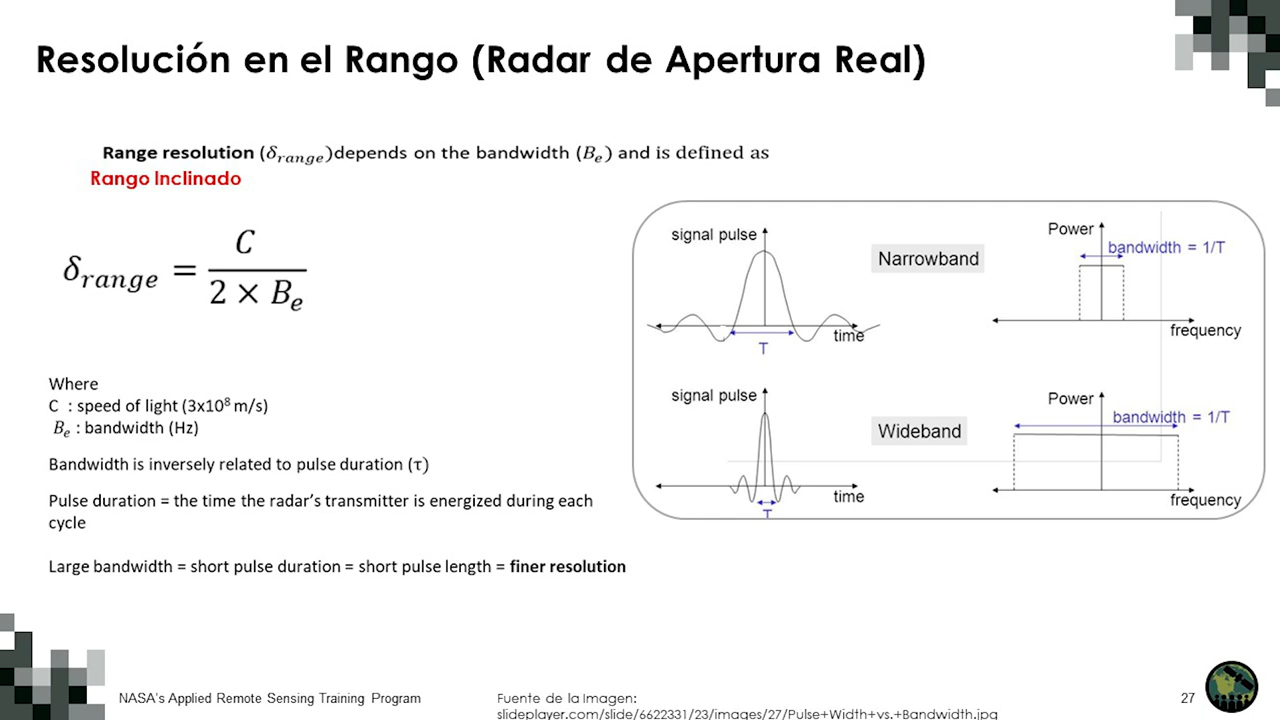 Resolución en el Rango (Radar de Apertura Real)
Range resolution (δrange)depends on the bandwidth (Be) and is defined as
Rango Inclinado
δrange = C / 2 × Be
Where
C : speed of light (3x10⁸ m/s)
Be : bandwidth (Hz)
Bandwidth is inversely related to pulse duration (τ)
Pulse duration = the time the radar's transmitter is energized during each
cycle
Large bandwidth = short pulse duration = short pulse length = finer resolution
signal pulse
Narrowband
time
T
Power
bandwidth = 1/T
frequency
signal pulse
Wideband
time
T
Power
bandwidth = 1/T
frequency
NASA's Applied Remote Sensing Training Program
Fuente de la Imagen:
slideplayer.com/slide/6622331/23/images/27/Pulse+Width+vs.+Bandwidth.jpg
27